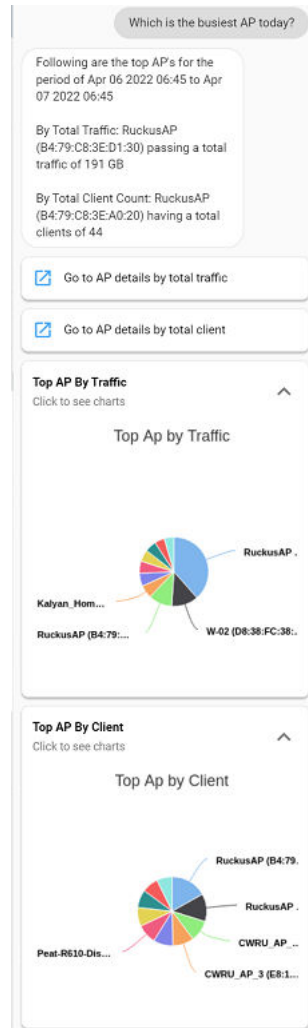 Which is the busiest AP today?
Following are the top AP's for the
period of Apr 06 2022 06:45 to Apr
07 2022 06:45
By Total Traffic: RuckusAP
(B4:79:C8:3E:D1:30) passing a total
traffic of 191 GB
By Total Client Count: RuckusAP
(B4:79:C8:3E:A0:20) having a total
clients of 44
Go to AP details by total traffic
Go to AP details by total client
Top AP By Traffic
Click to see charts
Top Ap by Traffic
RuckusAP .
Kalyan_Hom...
RuckusAP (B4:79:...
W-02 (D8:38:FC:38:.
Top AP By Client
Click to see charts
Top Ap by Client
RuckusAP (B4:79.
RuckusAP .
CWRU_AP_...
Peat-R610-Dis...
CWRU_AP_3 (E8:1...